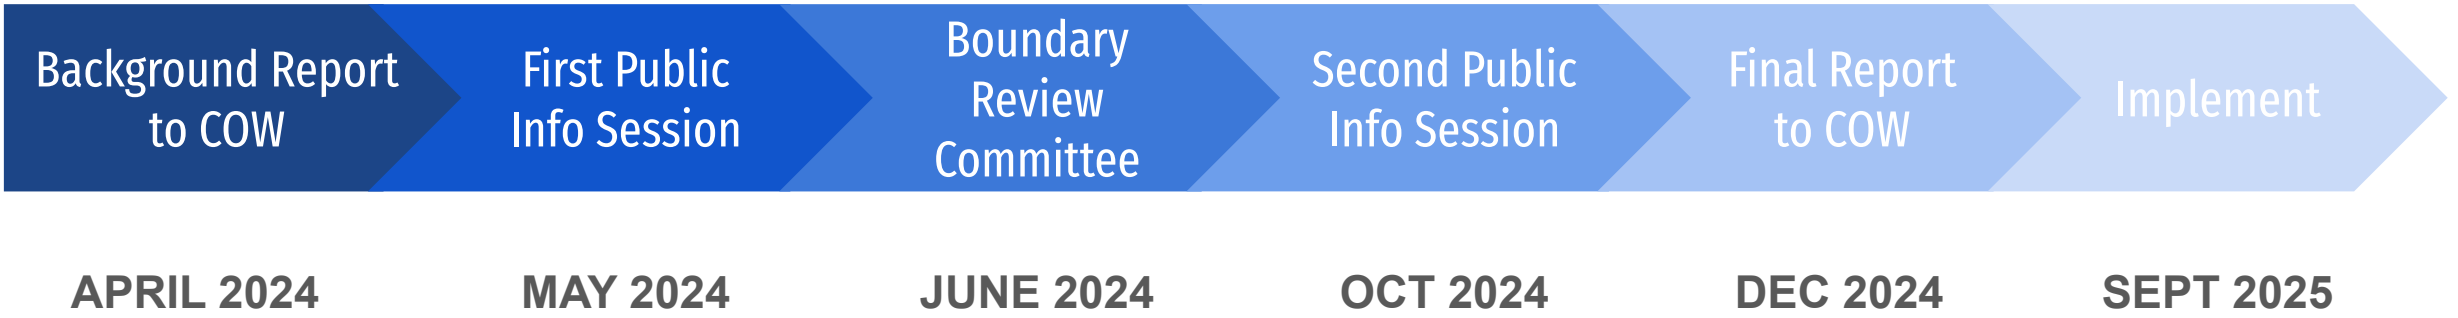 Background Report
to COW
First Public
Info Session
Boundary
Review
Committee
Second Public
Info Session
Final Report
to COW
Implement
APRIL 2024
MAY 2024
JUNE 2024
OCT 2024
DEC 2024
SEPT 2025